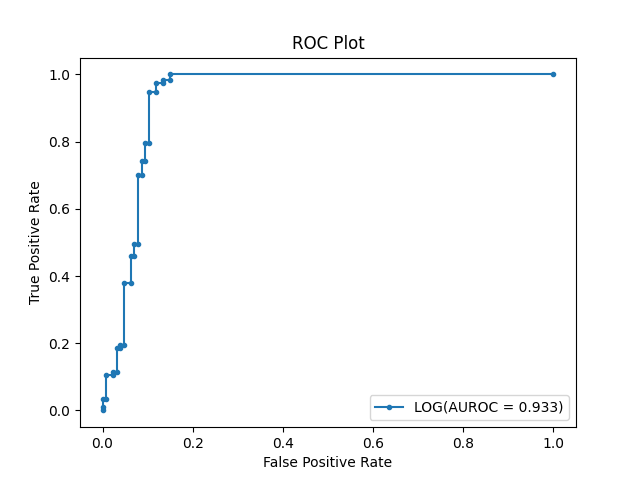 ROC Plot
True Positive Rate
1.0
0.8
0.6
0.4
0.2
0.0
LOG(AUROC = 0.933)
0.0 0.2 0.4 0.6 0.8 1.0
False Positive Rate